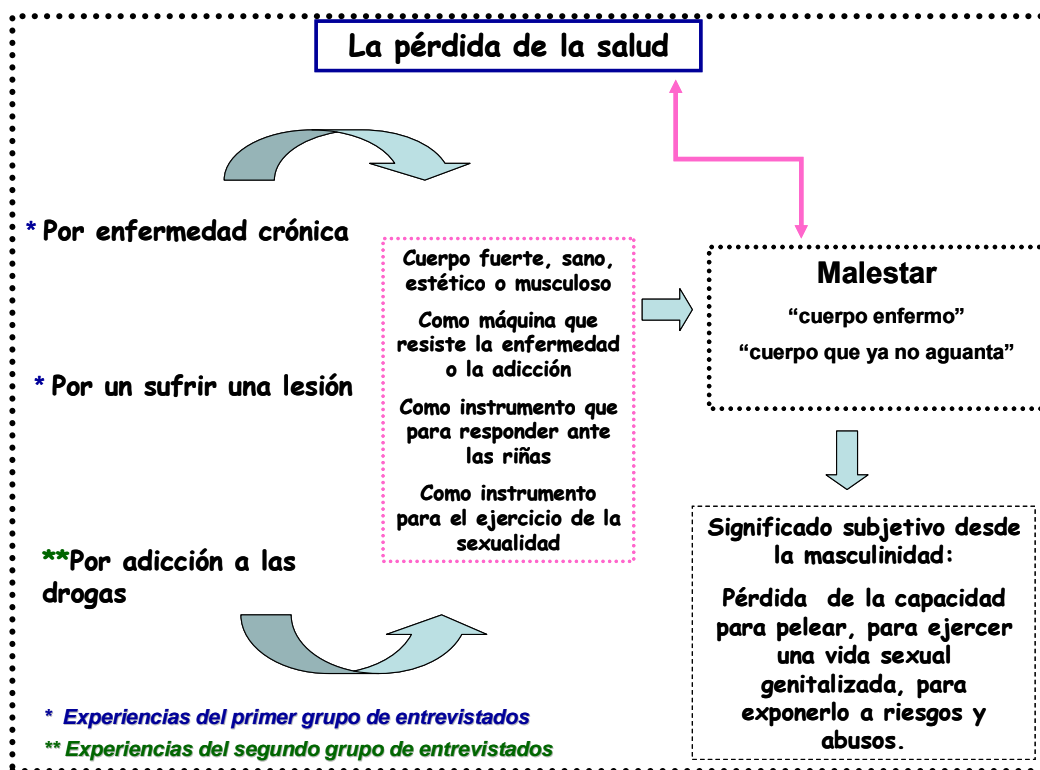 La pérdida de la salud
* Por enfermedad crónica
* Por un sufrir una lesión
**Por adicción a las
drogas
Cuerpo fuerte, sano,
estético o musculoso
Como máquina que
resiste la enfermedad
o la adicción
Como instrumento que
para responder ante
las riñas
Como instrumento
para el ejercicio de la
sexualidad
Malestar
“cuerpo enfermo”
“cuerpo que ya no aguanta”
Significado subjetivo desde
la masculinidad:
Pérdida de la capacidad
para pelear, para ejercer
una vida sexual
genitalizada, para
exponerlo a riesgos y
abusos.
* Experiencias del primer grupo de entrevistados
** Experiencias del segundo grupo de entrevistados